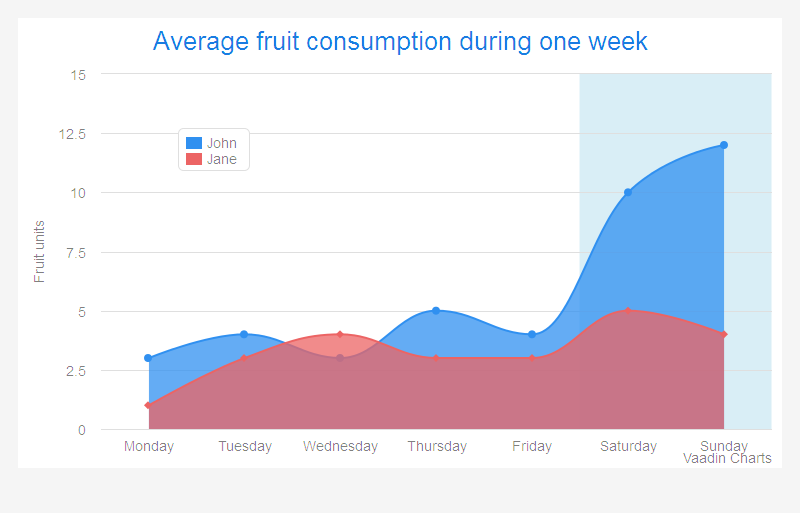 Average fruit consumption during one week
15
12.5
10
7.5
5
2.5
0
Fruit units
John
Jane
Monday Tuesday Wednesday Thursday Friday Saturday Sunday
Vaadin Charts